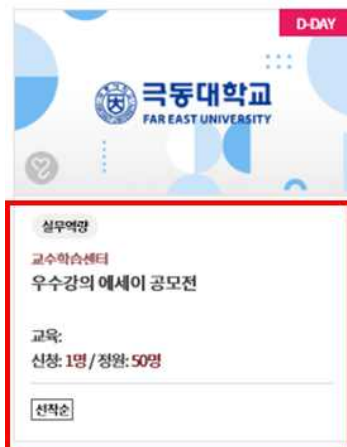 D-DAY
극동대학교
FAR EAST UNIVERSITY
실무역량
교수학습센터
우수강의 에세이 공모전
교육:
신청: 1명 / 정원: 50명
선착순